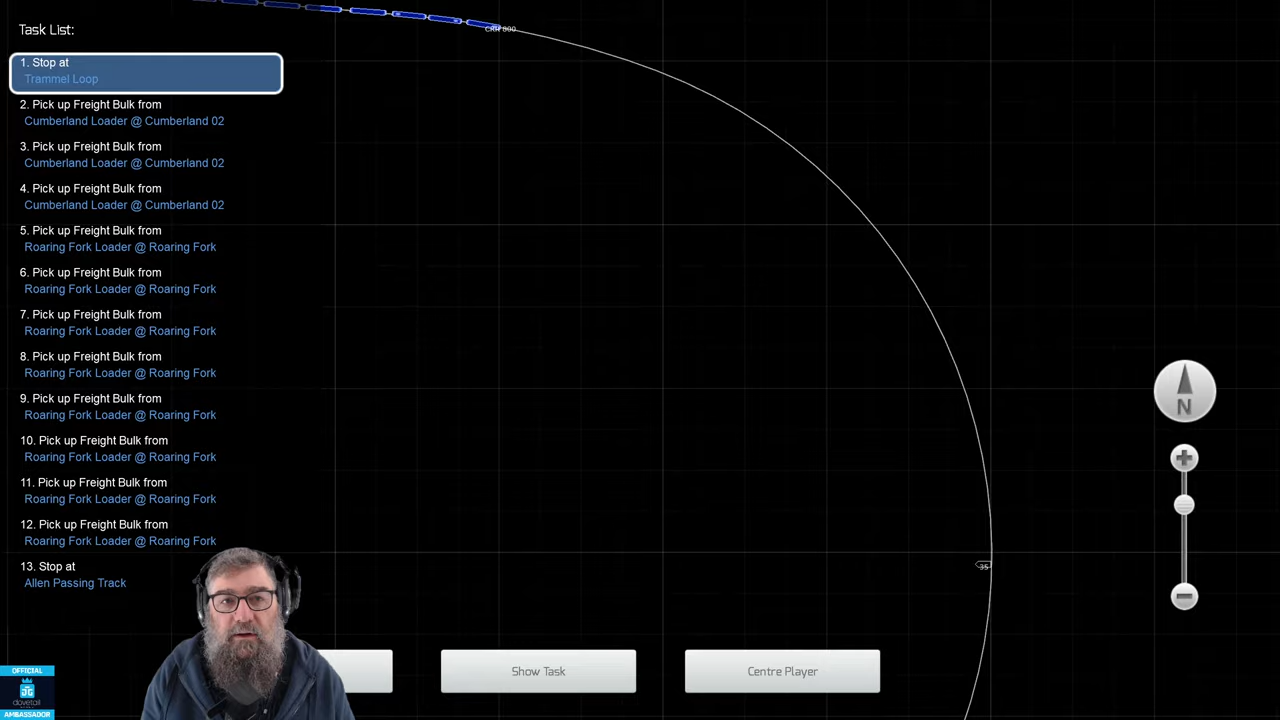 Task List:
1. Stop at
Trammel Loop
2. Pick up Freight Bulk from
Cumberland Loader @ Cumberland 02
3. Pick up Freight Bulk from
Cumberland Loader @ Cumberland 02
4. Pick up Freight Bulk from
Cumberland Loader @ Cumberland 02
5. Pick up Freight Bulk from
Roaring Fork Loader @ Roaring Fork
6. Pick up Freight Bulk from
Roaring Fork Loader @ Roaring Fork
7. Pick up Freight Bulk from
Roaring Fork Loader @ Roaring Fork
8. Pick up Freight Bulk from
Roaring Fork Loader @ Roaring Fork
9. Pick up Freight Bulk from
Roaring Fork Loader @ Roaring Fork
10. Pick up Freight Bulk from
Roaring Fork Loader @ Roaring Fork
11. Pick up Freight Bulk from
Roaring Fork Loader @ Roaring Fork
12. Pick up Freight Bulk from
Roaring Fork Loader @ Roaring Fork
13. Stop at
Allen Passing Track
35
N
Show Task
Centre Player
OFFICIAL
dovetail
AMBASSADOR